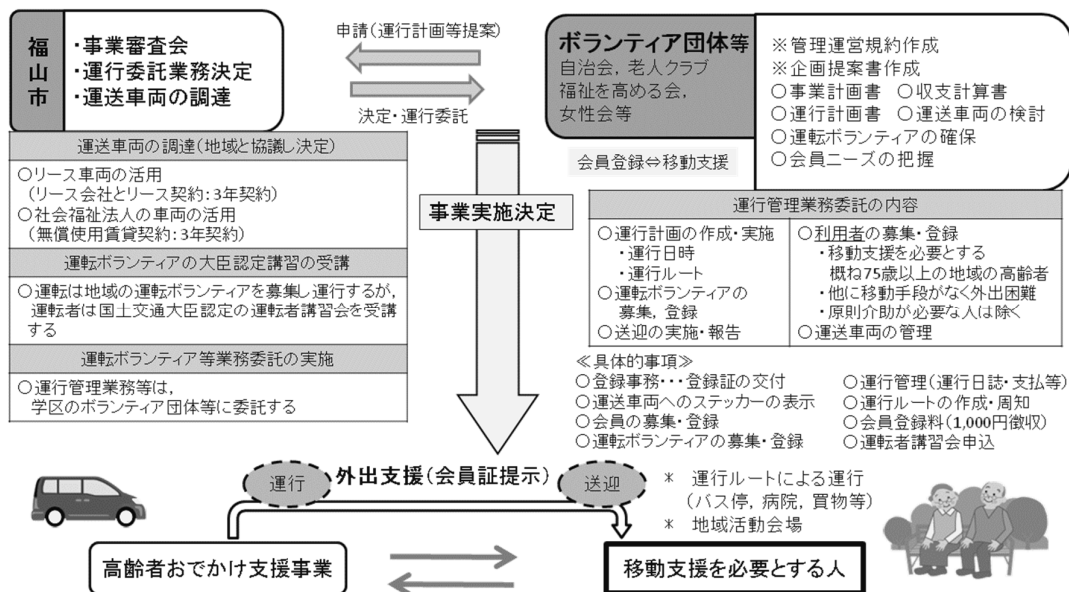 福山市
・事業審査会
・運行委託業務決定
・運送車両の調達
申請(運行計画等提案)
決定・運行委託
ボランティア団体等
自治会，老人クラブ
福祉を高める会，
女性会等
※管理運営規約作成
※企画提案書作成
○事業計画書　○収支計算書
○運行計画書　○運送車両の検討
○運転ボランティアの確保
○会員ニーズの把握
会員登録⇔移動支援
運送車両の調達(地域と協議し決定)
○リース車両の活用
(リース会社とリース契約：3年契約)
○社会福祉法人の車両の活用
(無償使用賃貸契約：3年契約)
運転ボランティアの大臣認定講習の受講
○運転は地域の運転ボランティアを募集し運行するが，
運転者は国土交通大臣認定の運転者講習会を受講
する
運転ボランティア等業務委託の実施
○運行管理業務等は，
学区のボランティア団体等に委託する
事業実施決定
運行管理業務委託の内容
○運行計画の作成・実施
・運行日時
・運行ルート
○運転ボランティアの
募集，登録
○送迎の実施・報告
○利用者の募集・登録
・移動支援を必要とする
概ね75歳以上の地域の高齢者
・他に移動手段がなく外出困難
・原則介助が必要な人は除く
○運送車両の管理
≪具体的事項≫
○登録事務・・・登録証の交付
○運送車両へのステッカーの表示
○会員の募集・登録
○運転ボランティアの募集・登録
○運行管理(運行日誌・支払等)
○運行ルートの作成・周知
○会員登録料(1,000円徴収)
○運転者講習会申込
運行
外出支援(会員証提示)
送迎
＊ 運行ルートによる運行
(バス停，病院，買物等)
＊ 地域活動会場
高齢者おでかけ支援事業
移動支援を必要とする人